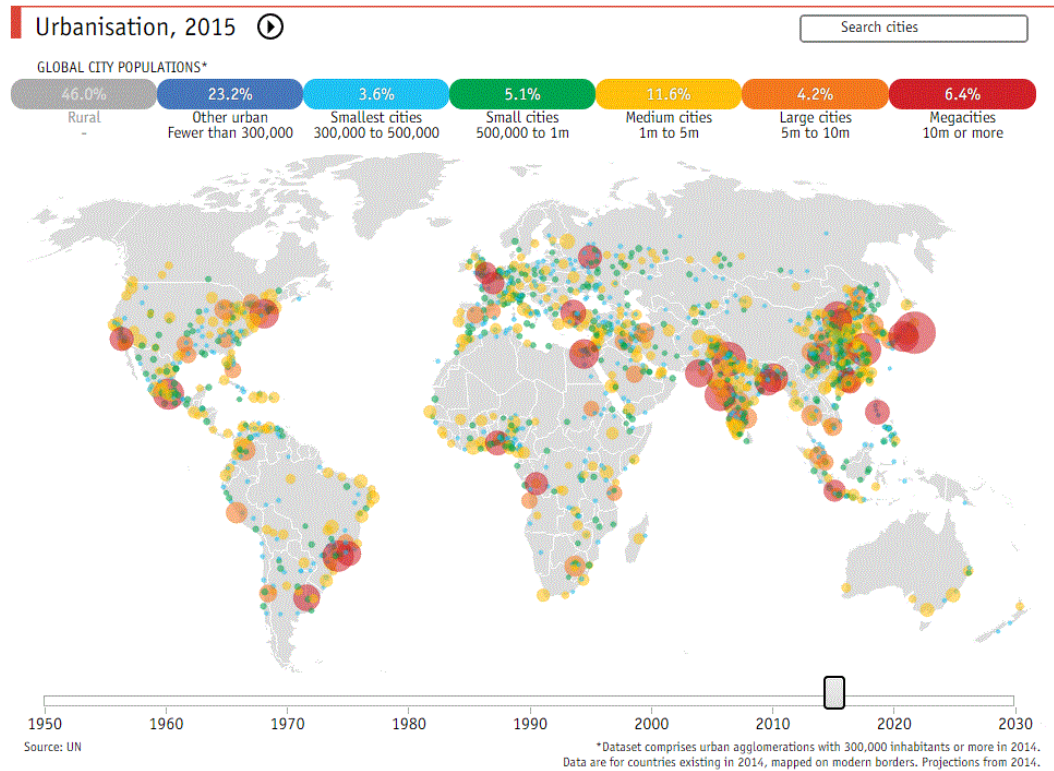 Urbanisation, 2015
Search cities
GLOBAL CITY POPULATIONS*
46.0% 23.2% 3.6% 5.1% 11.6% 4.2% 6.4%
Rural Other urban Smallest cities Small cities Medium cities Large cities Megacities
- Fewer than 300,000 300,000 to 500,000 500,000 to 1m 1m to 5m 5m to 10m 10m or more
1950 1960 1970 1980 1990 2000 2010 2020 2030
Source: UN
*Dataset comprises urban agglomerations with 300,000 inhabitants or more in 2014.
Data are for countries existing in 2014, mapped on modern borders. Projections from 2014.